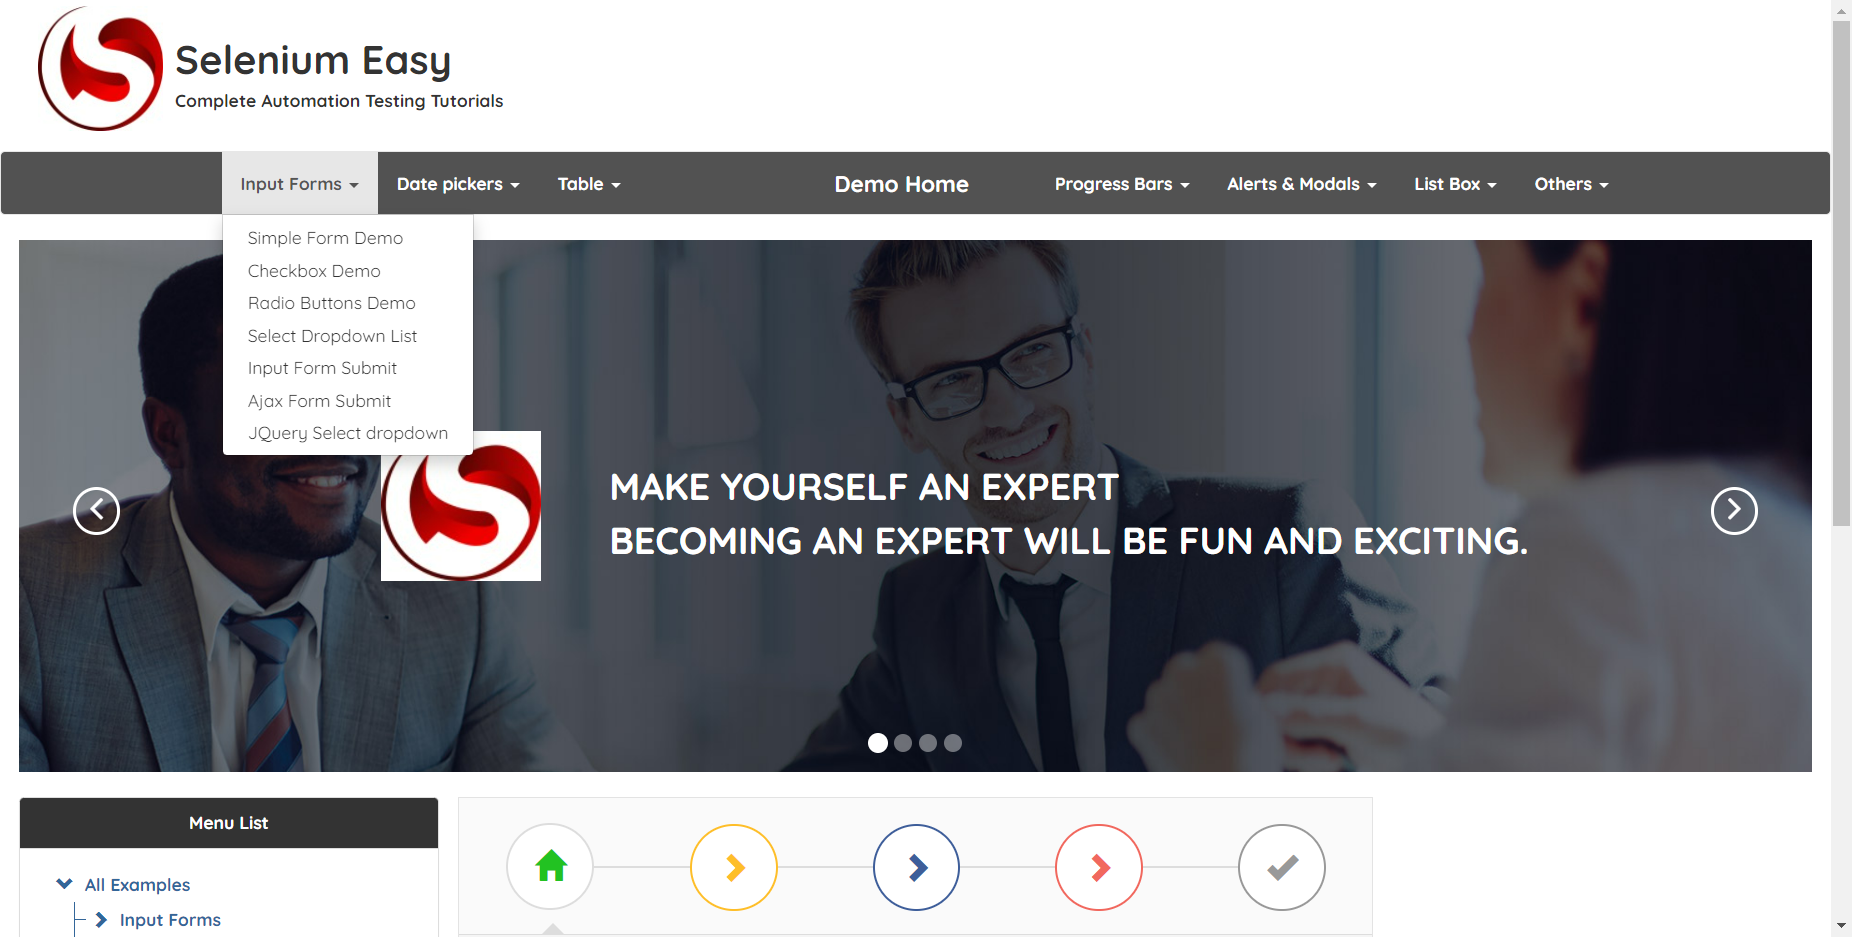 Selenium Easy
Complete Automation Testing Tutorials
Input Forms
Date pickers
Table
Demo Home
Progress Bars
Alerts & Modals
List Box
Others
Simple Form Demo
Checkbox Demo
Radio Buttons Demo
Select Dropdown List
Input Form Submit
Ajax Form Submit
JQuery Select dropdown
MAKE YOURSELF AN EXPERT
BECOMING AN EXPERT WILL BE FUN AND EXCITING.
Menu List
All Examples
Input Forms